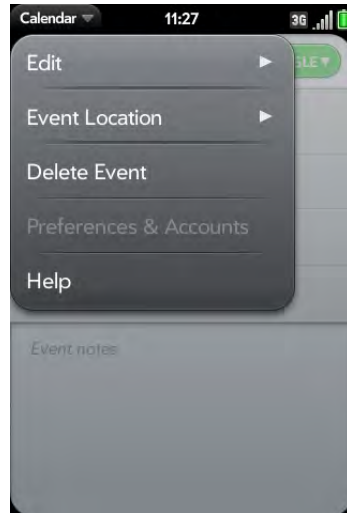 Calendar 11:27 3G
Edit
Event Location
Delete Event
Preferences & Accounts
Help
Event notes